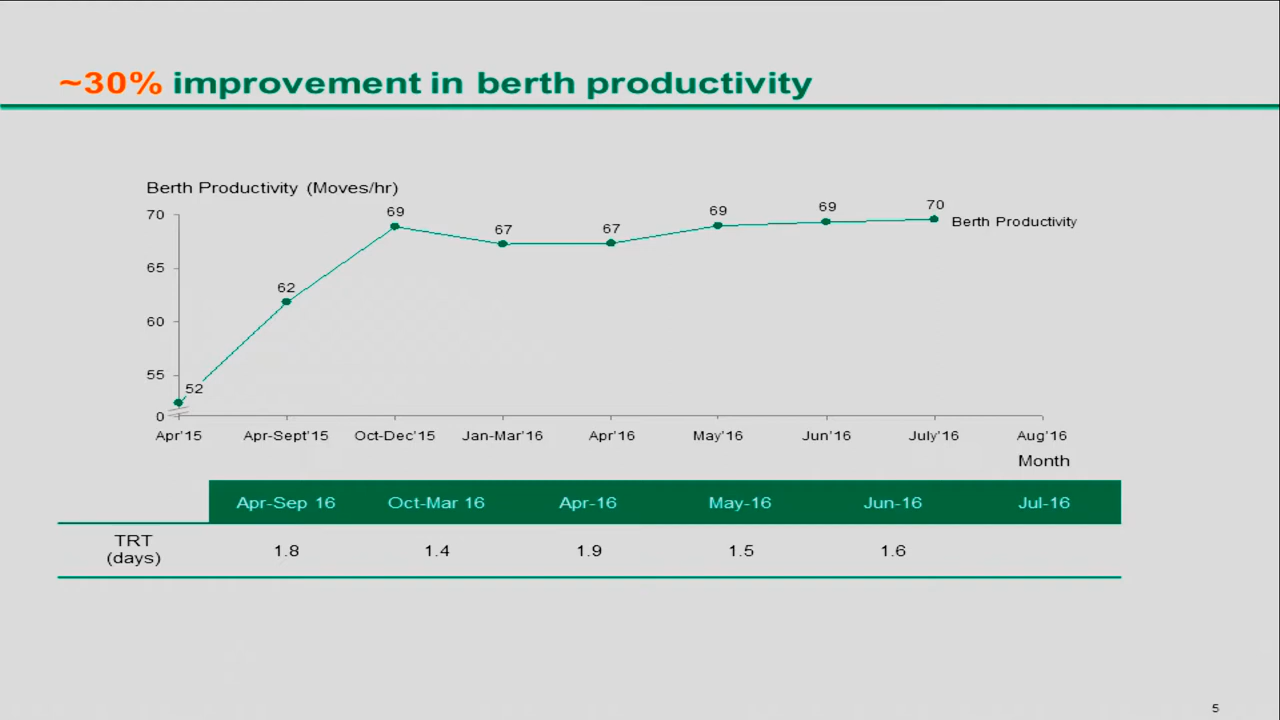 ~30% improvement in berth productivity
Berth Productivity (Moves/hr)
70
65
60
55
0
52
62
69
67
67
69
69
70
Berth Productivity
Apr'15 Apr-Sept'15 Oct-Dec'15 Jan-Mar'16 Apr'16 May'16 Jun'16 July'16 Aug'16
Month
Apr-Sep 16 Oct-Mar 16 Apr-16 May-16 Jun-16 Jul-16
TRT
(days)
1.8 1.4 1.9 1.5 1.6
5